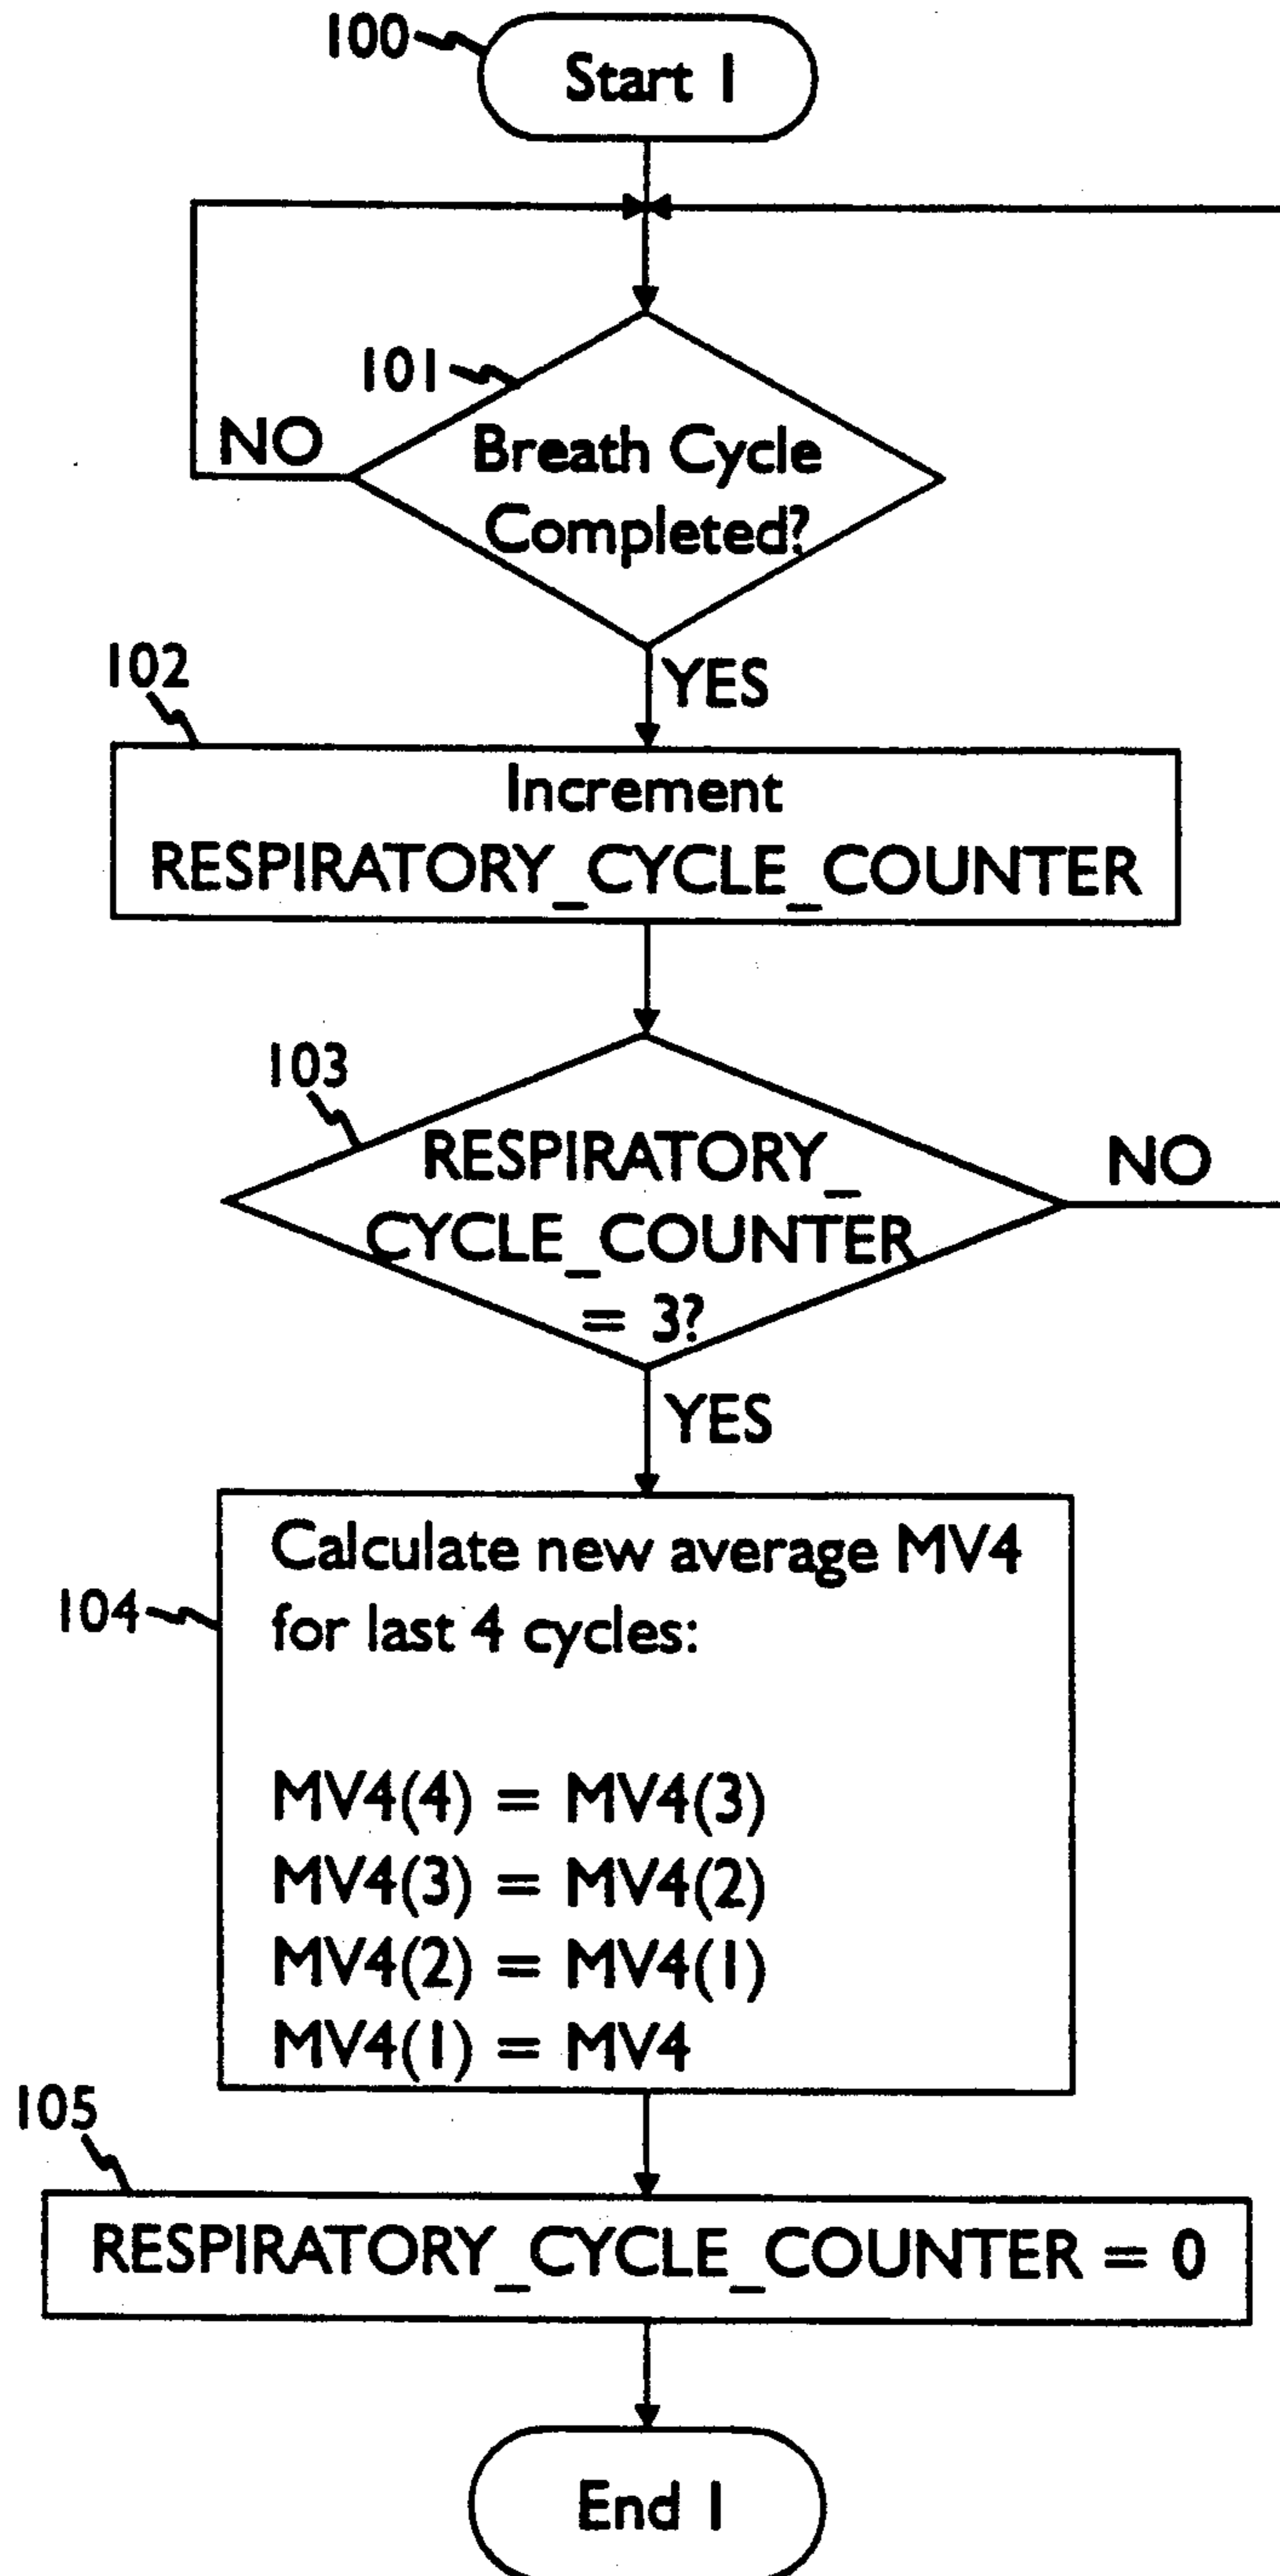 100
Start 1
101
NO
Breath Cycle
Completed?
YES
102
Increment
RESPIRATORY_CYCLE_COUNTER
103
RESPIRATORY_
CYCLE_COUNTER
= 3?
NO
YES
104
Calculate new average MV4
for last 4 cycles:
MV4(4) = MV4(3)
MV4(3) = MV4(2)
MV4(2) = MV4(1)
MV4(1) = MV4
105
RESPIRATORY_CYCLE_COUNTER = 0
End 1